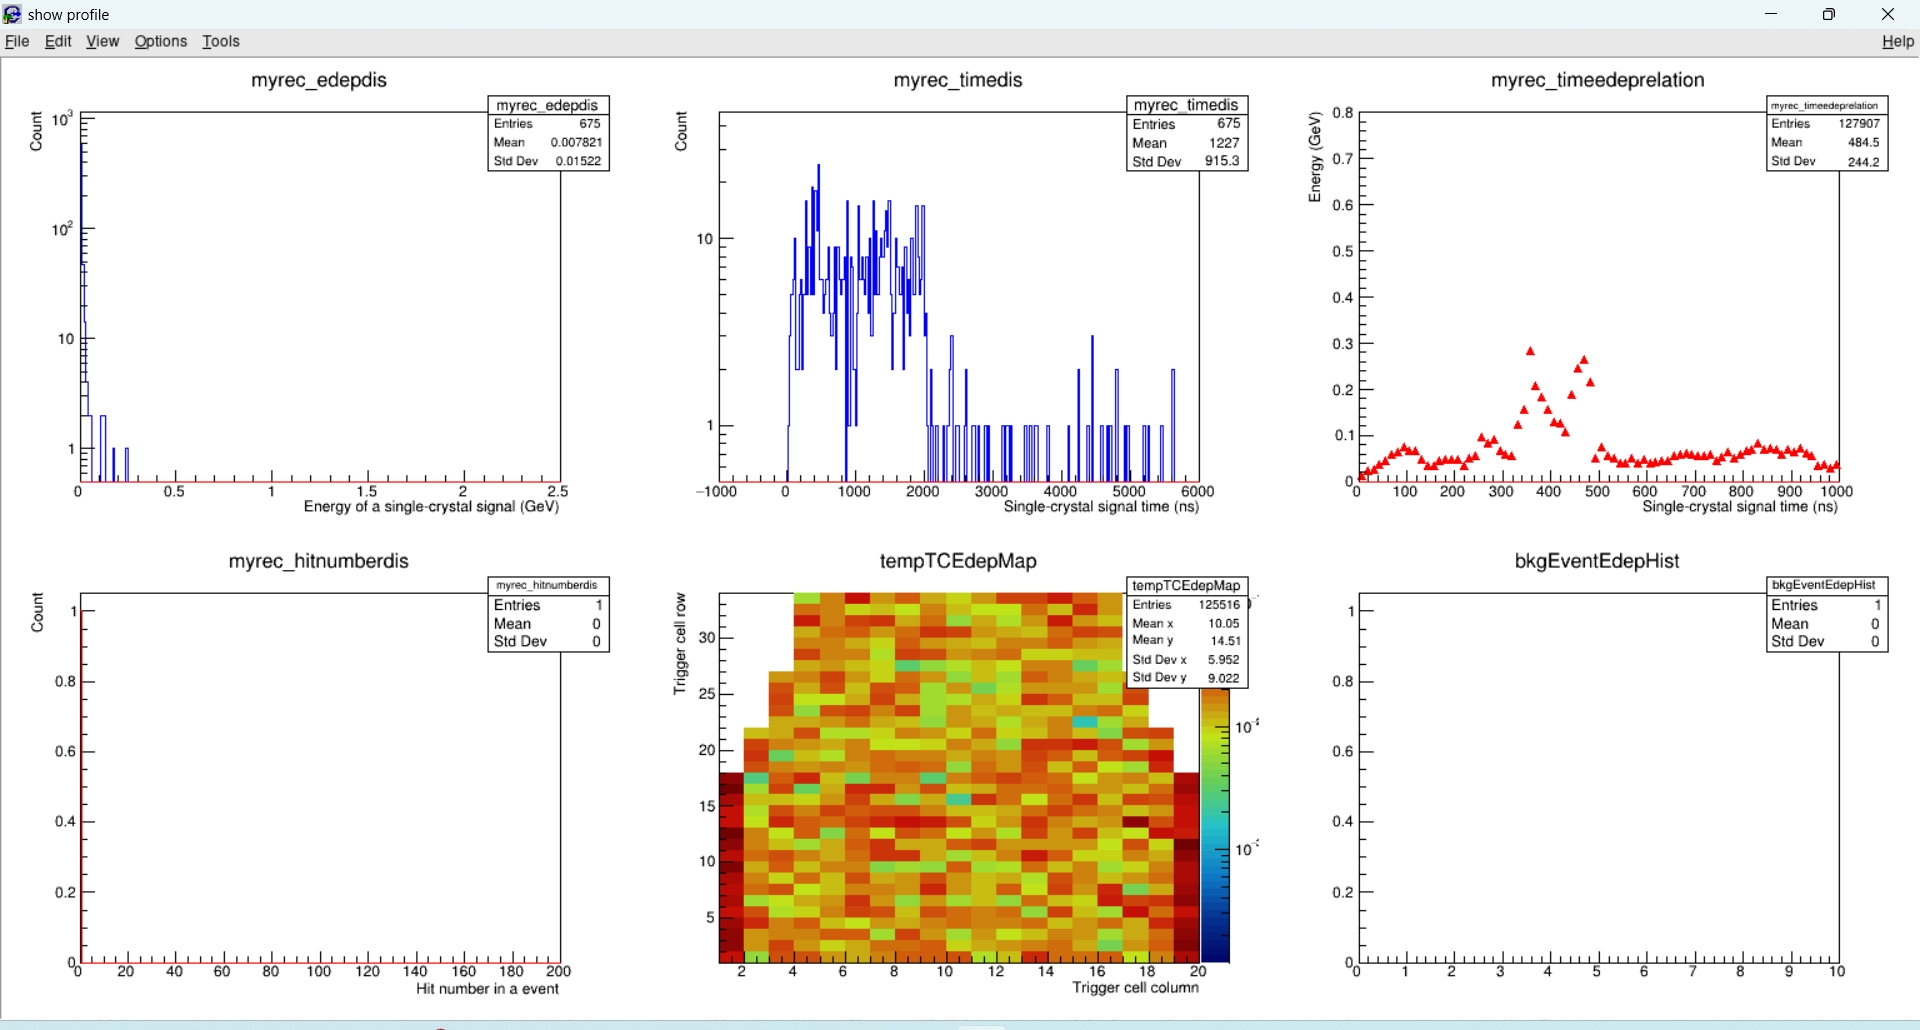 show profile
File Edit View Options Tools Help
myrec_edepdis
myrec_edepdis
Entries 675
Mean 0.007821
Std Dev 0.01522
Count
10³
10²
10
1
0 0.5 1 1.5 2 2.5
Energy of a single-crystal signal (GeV)
myrec_timedis
myrec_timedis
Entries 675
Mean 1227
Std Dev 915.3
Count
10
1
−1000 0 1000 2000 3000 4000 5000 6000
Single-crystal signal time (ns)
myrec_timeedeprelation
myrec_timeedeprelation
Entries 127907
Mean 484.5
Std Dev 244.2
Energy (GeV)
0.8
0.7
0.6
0.5
0.4
0.3
0.2
0.1
0
0 100 200 300 400 500 600 700 800 900 1000
Single-crystal signal time (ns)
myrec_hitnumberdis
myrec_hitnumberdis
Entries 1
Mean 0
Std Dev 0
Count
1
0.8
0.6
0.4
0.2
0
0 20 40 60 80 100 120 140 160 180 200
Hit number in a event
tempTCEdepMap
tempTCEdepMap
Entries 125516
Mean x 10.05
Mean y 14.51
Std Dev x 5.952
Std Dev y 9.022
Trigger cell row
30
25
20
15
10
5
2 4 6 8 10 12 14 16 18 20
Trigger cell column
bkgEventEdepHist
bkgEventEdepHist
Entries 1
Mean 0
Std Dev 0
1
0.8
0.6
0.4
0.2
0
0 1 2 3 4 5 6 7 8 9 10